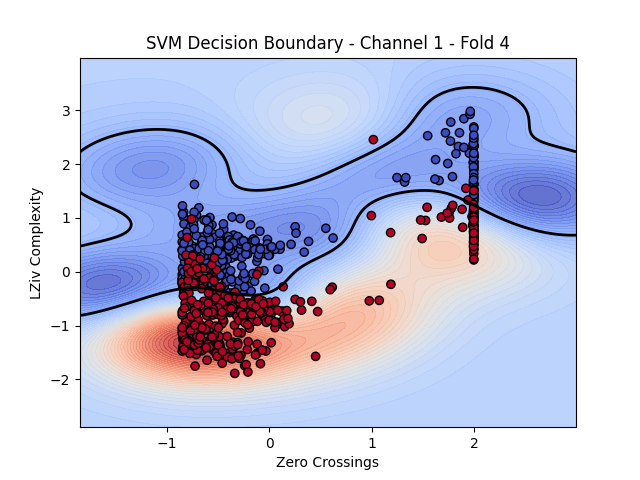 SVM Decision Boundary - Channel 1 - Fold 4
3
2
1
0
−1
−2
LZiv Complexity
−1 0 1 2
Zero Crossings